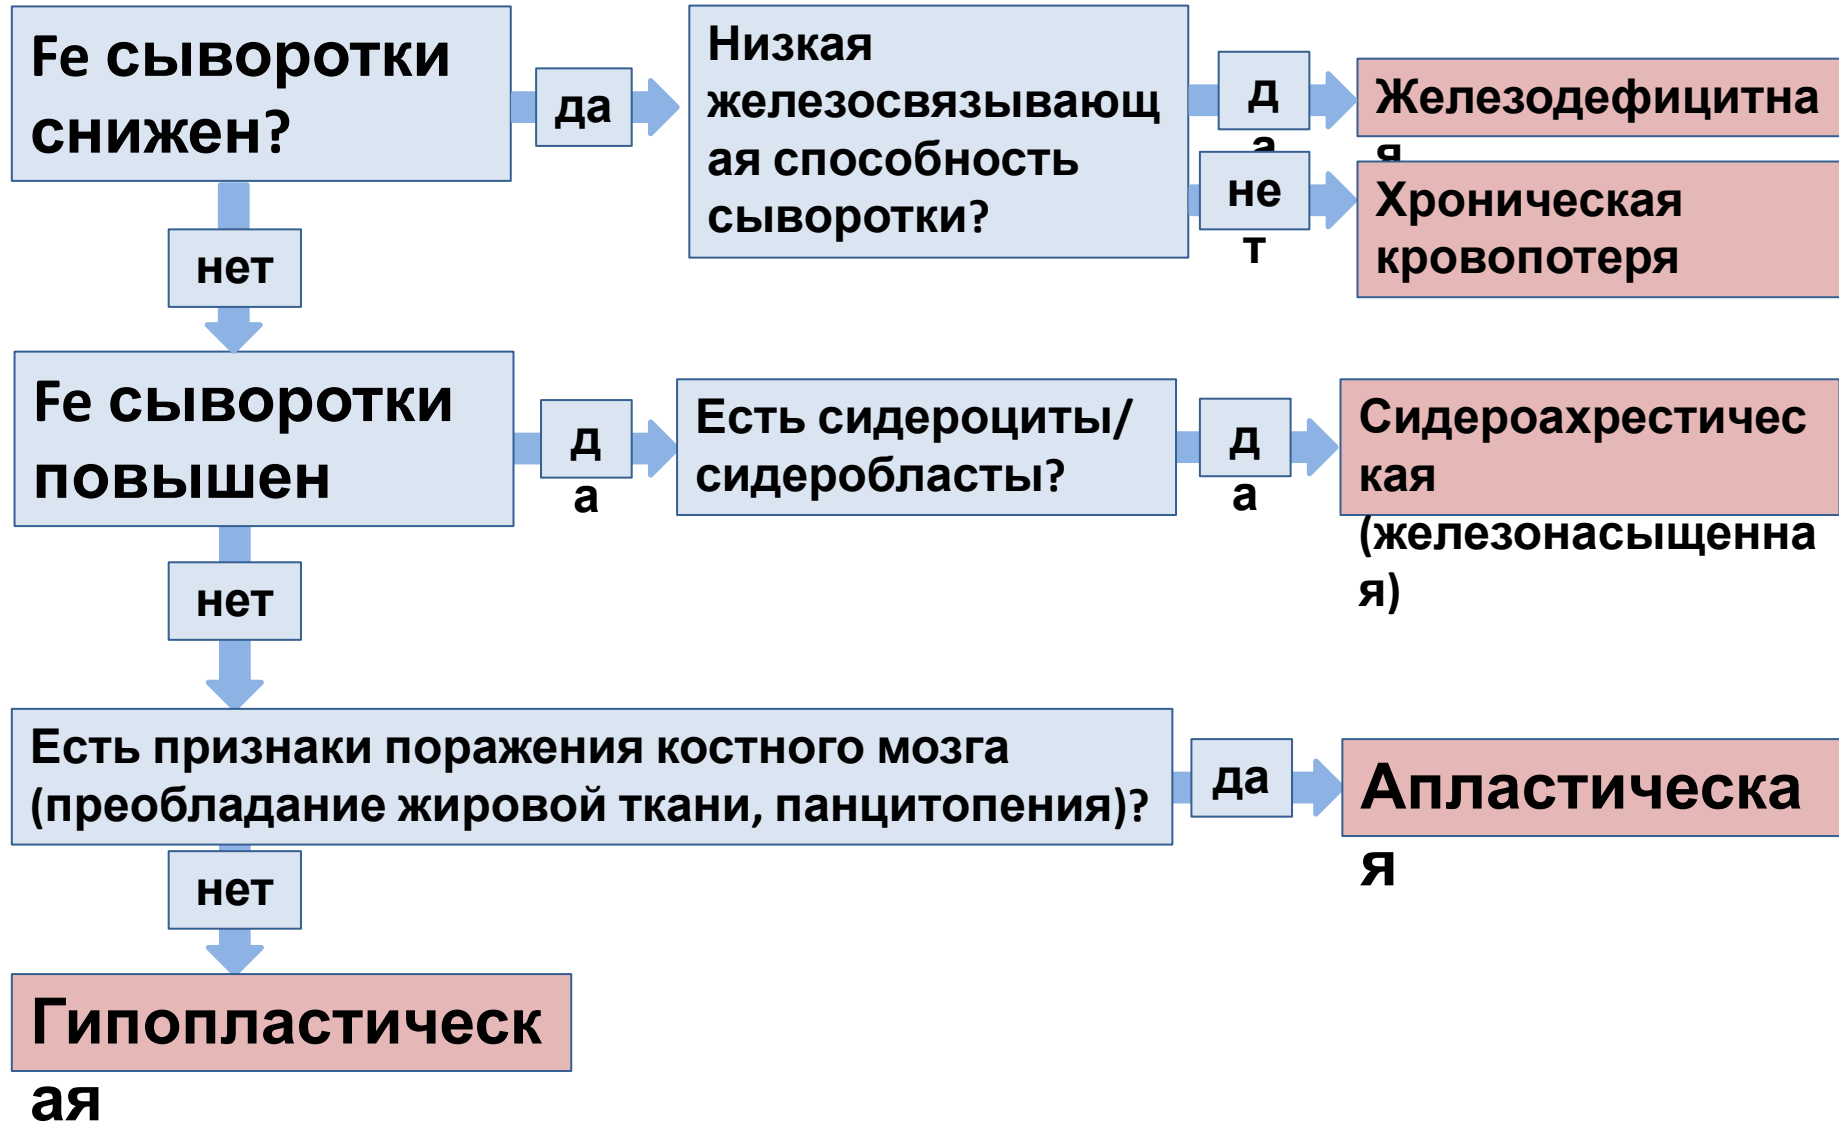 Fe сыворотки
снижен?
да
Низкая
железосвязывающ
ая способность
сыворотки?
д
а
Железодефицитна
я
не
т
Хроническая
кровопотеря
нет
Fe сыворотки
повышен
д
а
Есть сидероциты/
сидеробласты?
д
а
Сидероахрестичес
кая
(железонасыщенна
я)
нет
Есть признаки поражения костного мозга
(преобладание жировой ткани, панцитопения)?
да
Апластическа
я
нет
Гипопластическ
ая